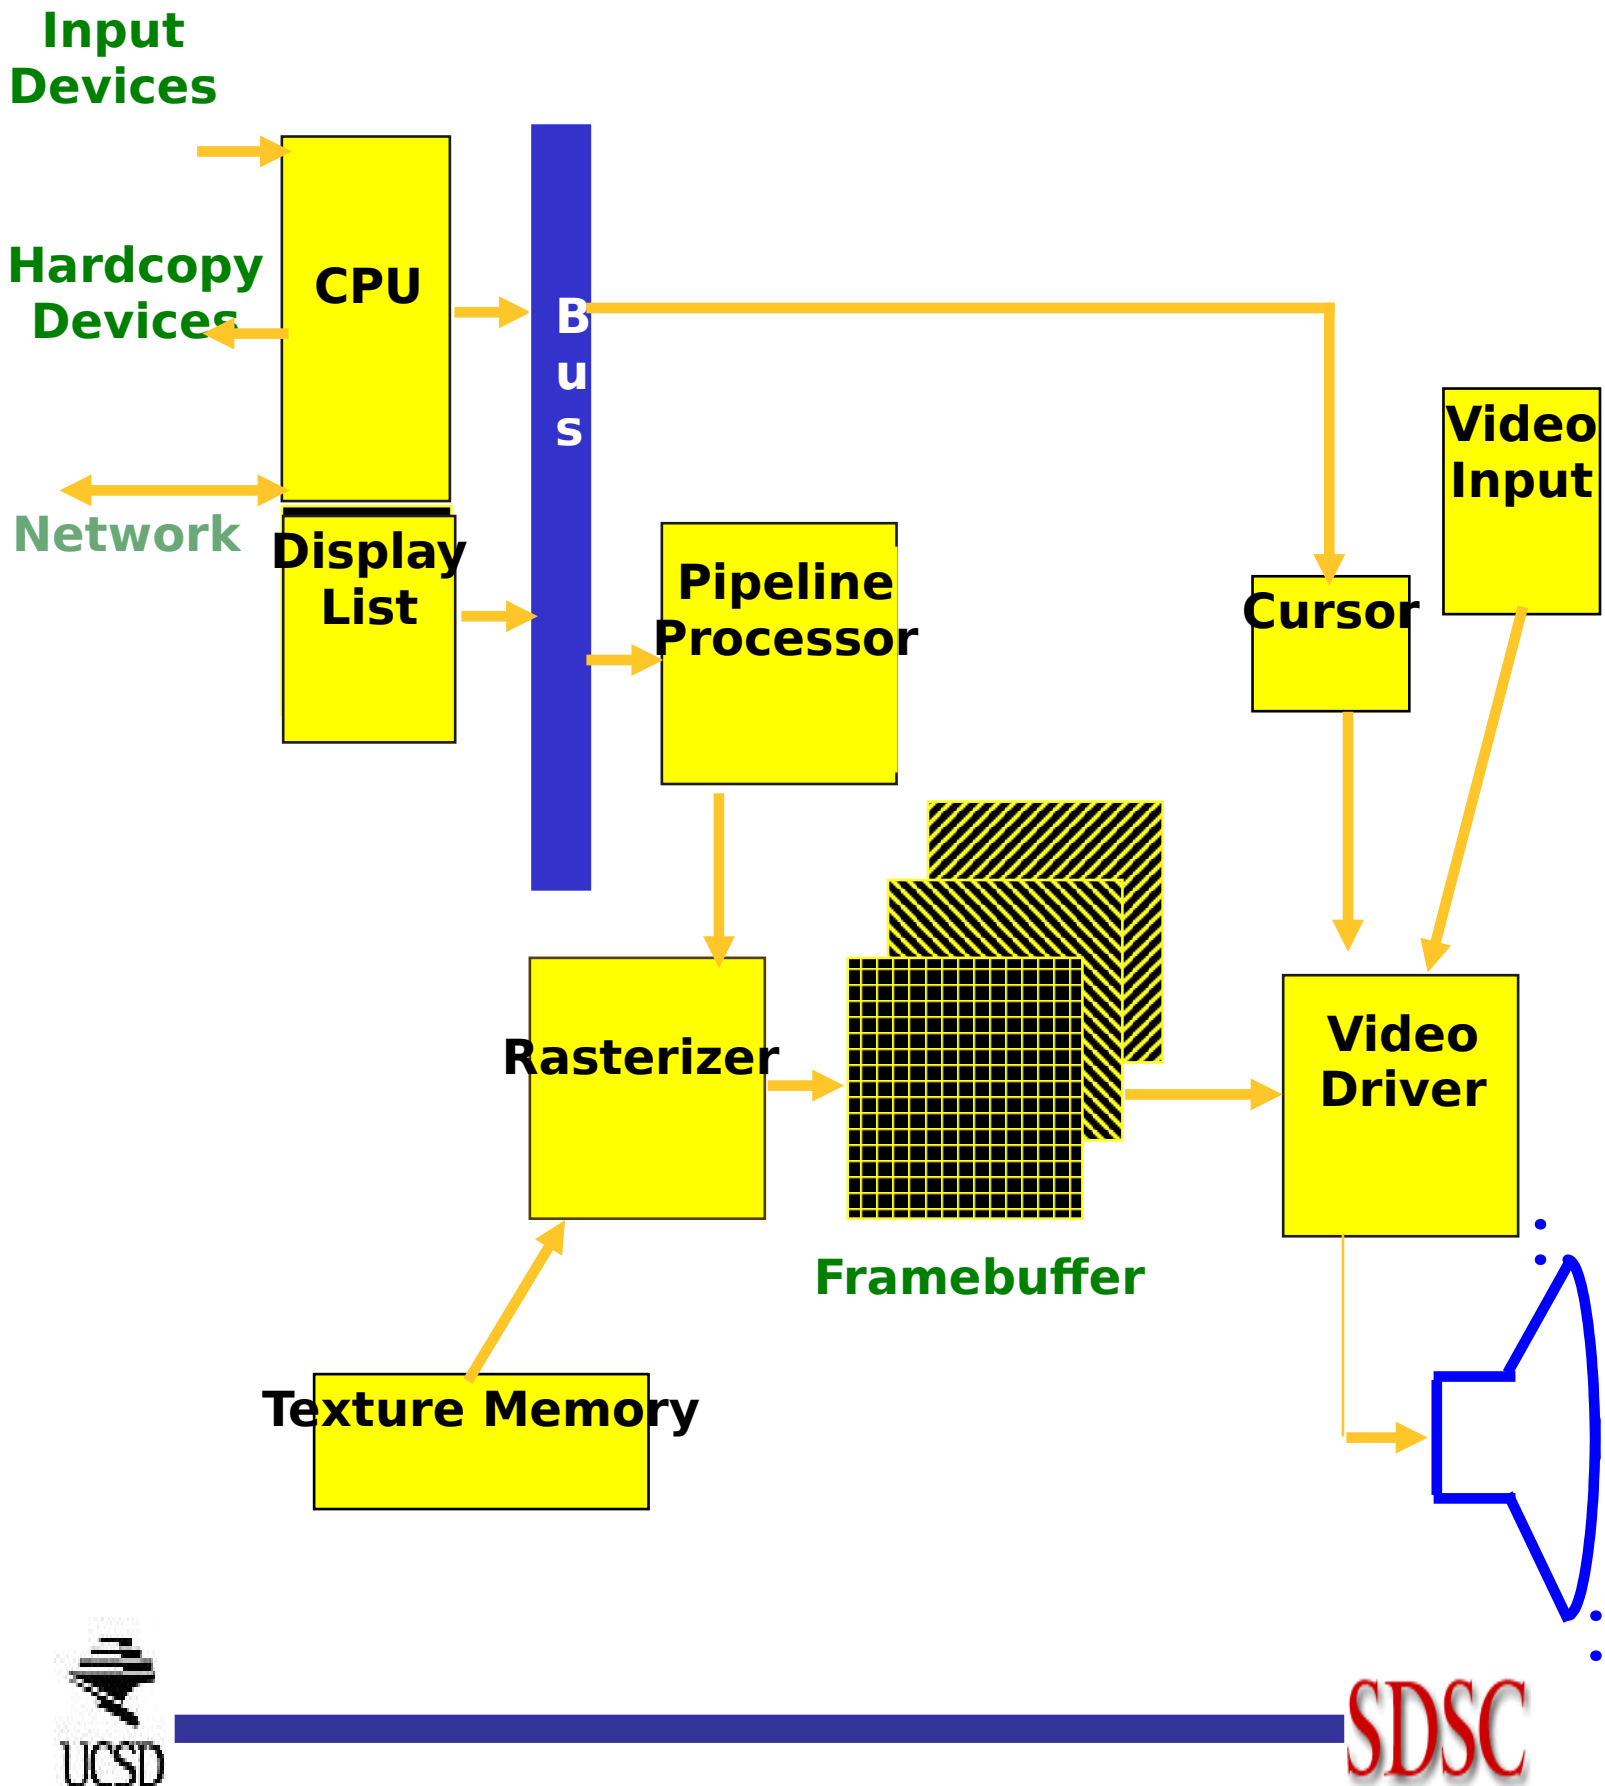 Input
Devices
Hardcopy
Devices
CPU
B
u
s
Video
Input
Network
Display
List
Pipeline
Processor
Cursor
Rasterizer
Video
Driver
Framebuffer
Texture Memory
UCSD
SDSC